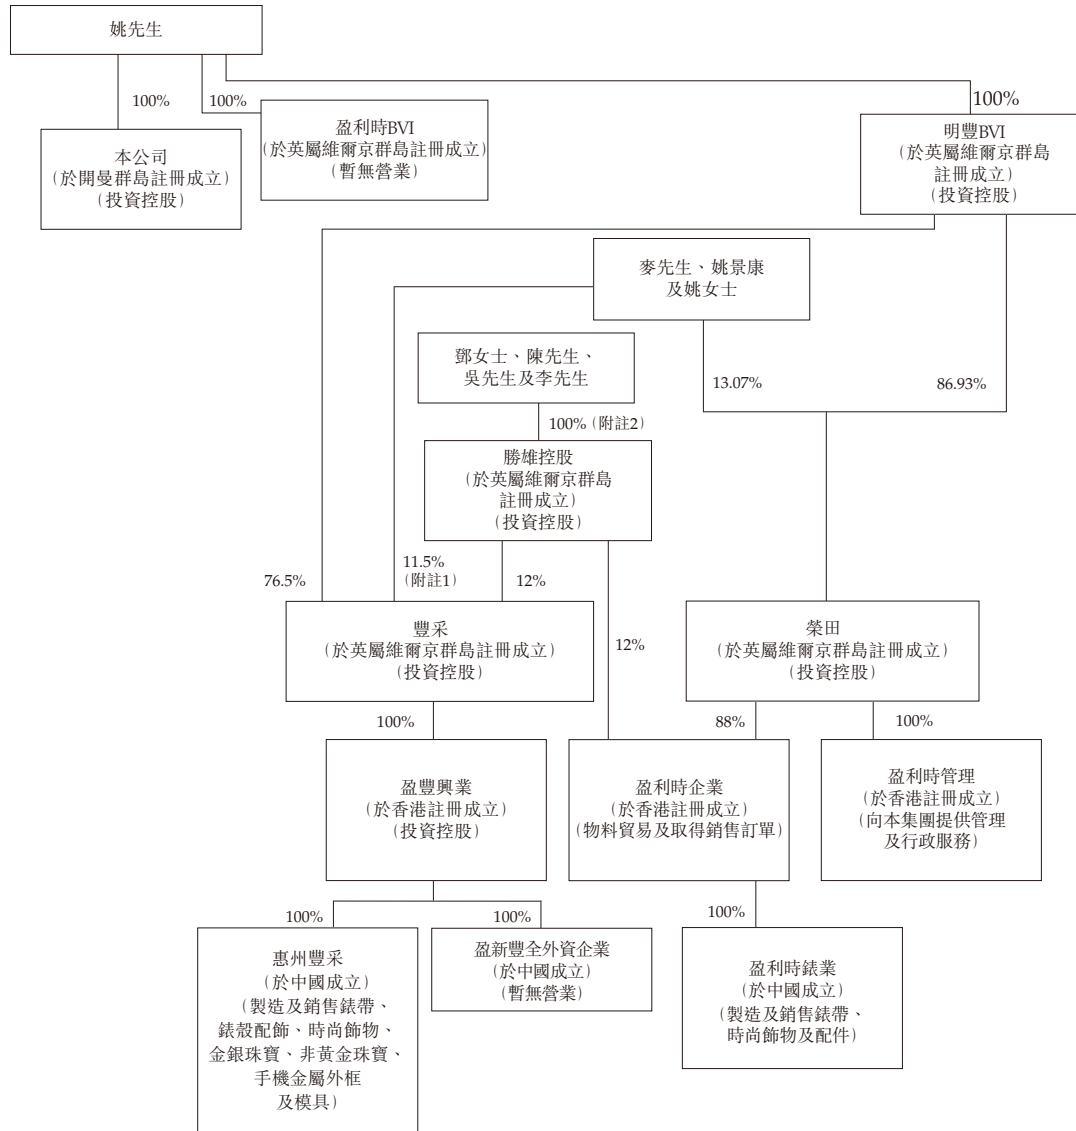 姚先生
100%
100%
100%
本公司
(於開曼群島註冊成立)
(投資控股)
盈利時BVI
(於英屬維爾京群島註冊成立)
(暫無營業)
明豐BVI
(於英屬維爾京群島
註冊成立)
(投資控股)
麥先生、姚景康
及姚女士
鄧女士、陳先生、
吳先生及李先生
13.07%
86.93%
100%(附註2)
勝雄控股
(於英屬維爾京群島
註冊成立)
(投資控股)
76.5%
11.5%
(附註1)
12%
12%
豐采
(於英屬維爾京群島註冊成立)
(投資控股)
榮田
(於英屬維爾京群島註冊成立)
(投資控股)
100%
88%
100%
盈豐興業
(於香港註冊成立)
(投資控股)
盈利時企業
(於香港註冊成立)
(物料貿易及取得銷售訂單)
盈利時管理
(於香港註冊成立)
(向本集團提供管理
及行政服務)
100%
100%
100%
惠州豐采
(於中國成立)
(製造及銷售錶帶、
錶殼配飾、時尚飾物、
金銀珠寶、非黃金珠寶、
手機金屬外框
及模具)
盈新豐全外資企業
(於中國成立)
(暫無營業)
盈利時錶業
(於中國成立)
(製造及銷售錶帶、
時尚飾物及配件)